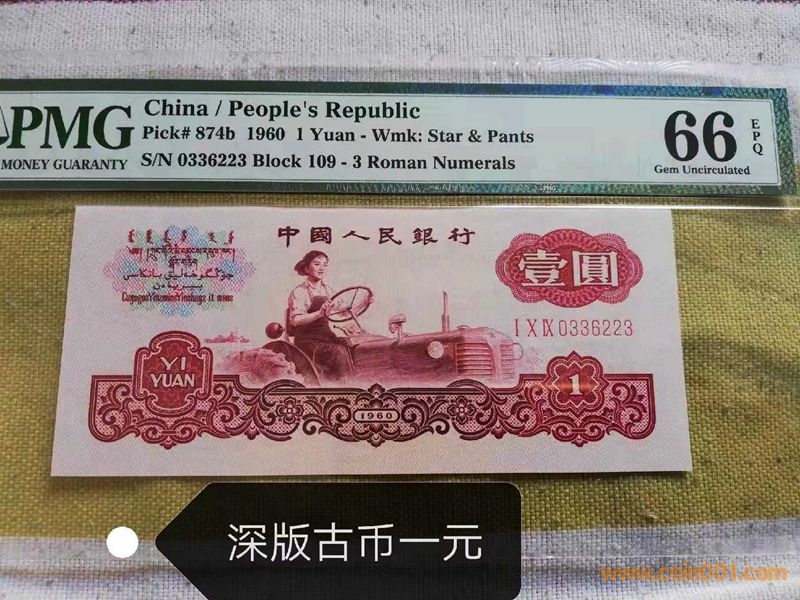 PMG
MONEY GUARANTY
China / People's Republic
Pick# 874b 1960 1 Yuan - Wmk: Star & Pants
S/N 0336223 Block 109 - 3 Roman Numerals
66
EPQ
Gem Uncirculated
中國人民銀行
壹圓
I X IX 0336223
YI
YUAN
1960
1
深版古币一元
www.coin001.com